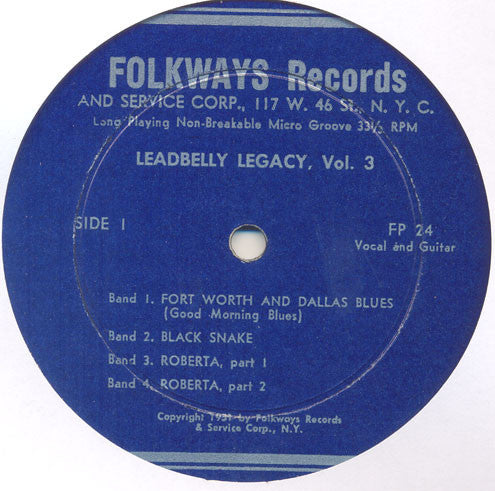 FOLKWAYS Records
AND SERVICE CORP., 117 W. 46 St., N. Y. C.
Long Playing Non-Breakable Micro Groove 33⅓ RPM
LEADBELLY LEGACY, Vol. 3
SIDE 1
FP 24
Vocal and Guitar
Band 1. FORT WORTH AND DALLAS BLUES
(Good Morning Blues)
Band 2. BLACK SNAKE
Band 3. ROBERTA, part 1
Band 4. ROBERTA, part 2
Copyright 1951 by Folkways Records
& Service Corp., N.Y.